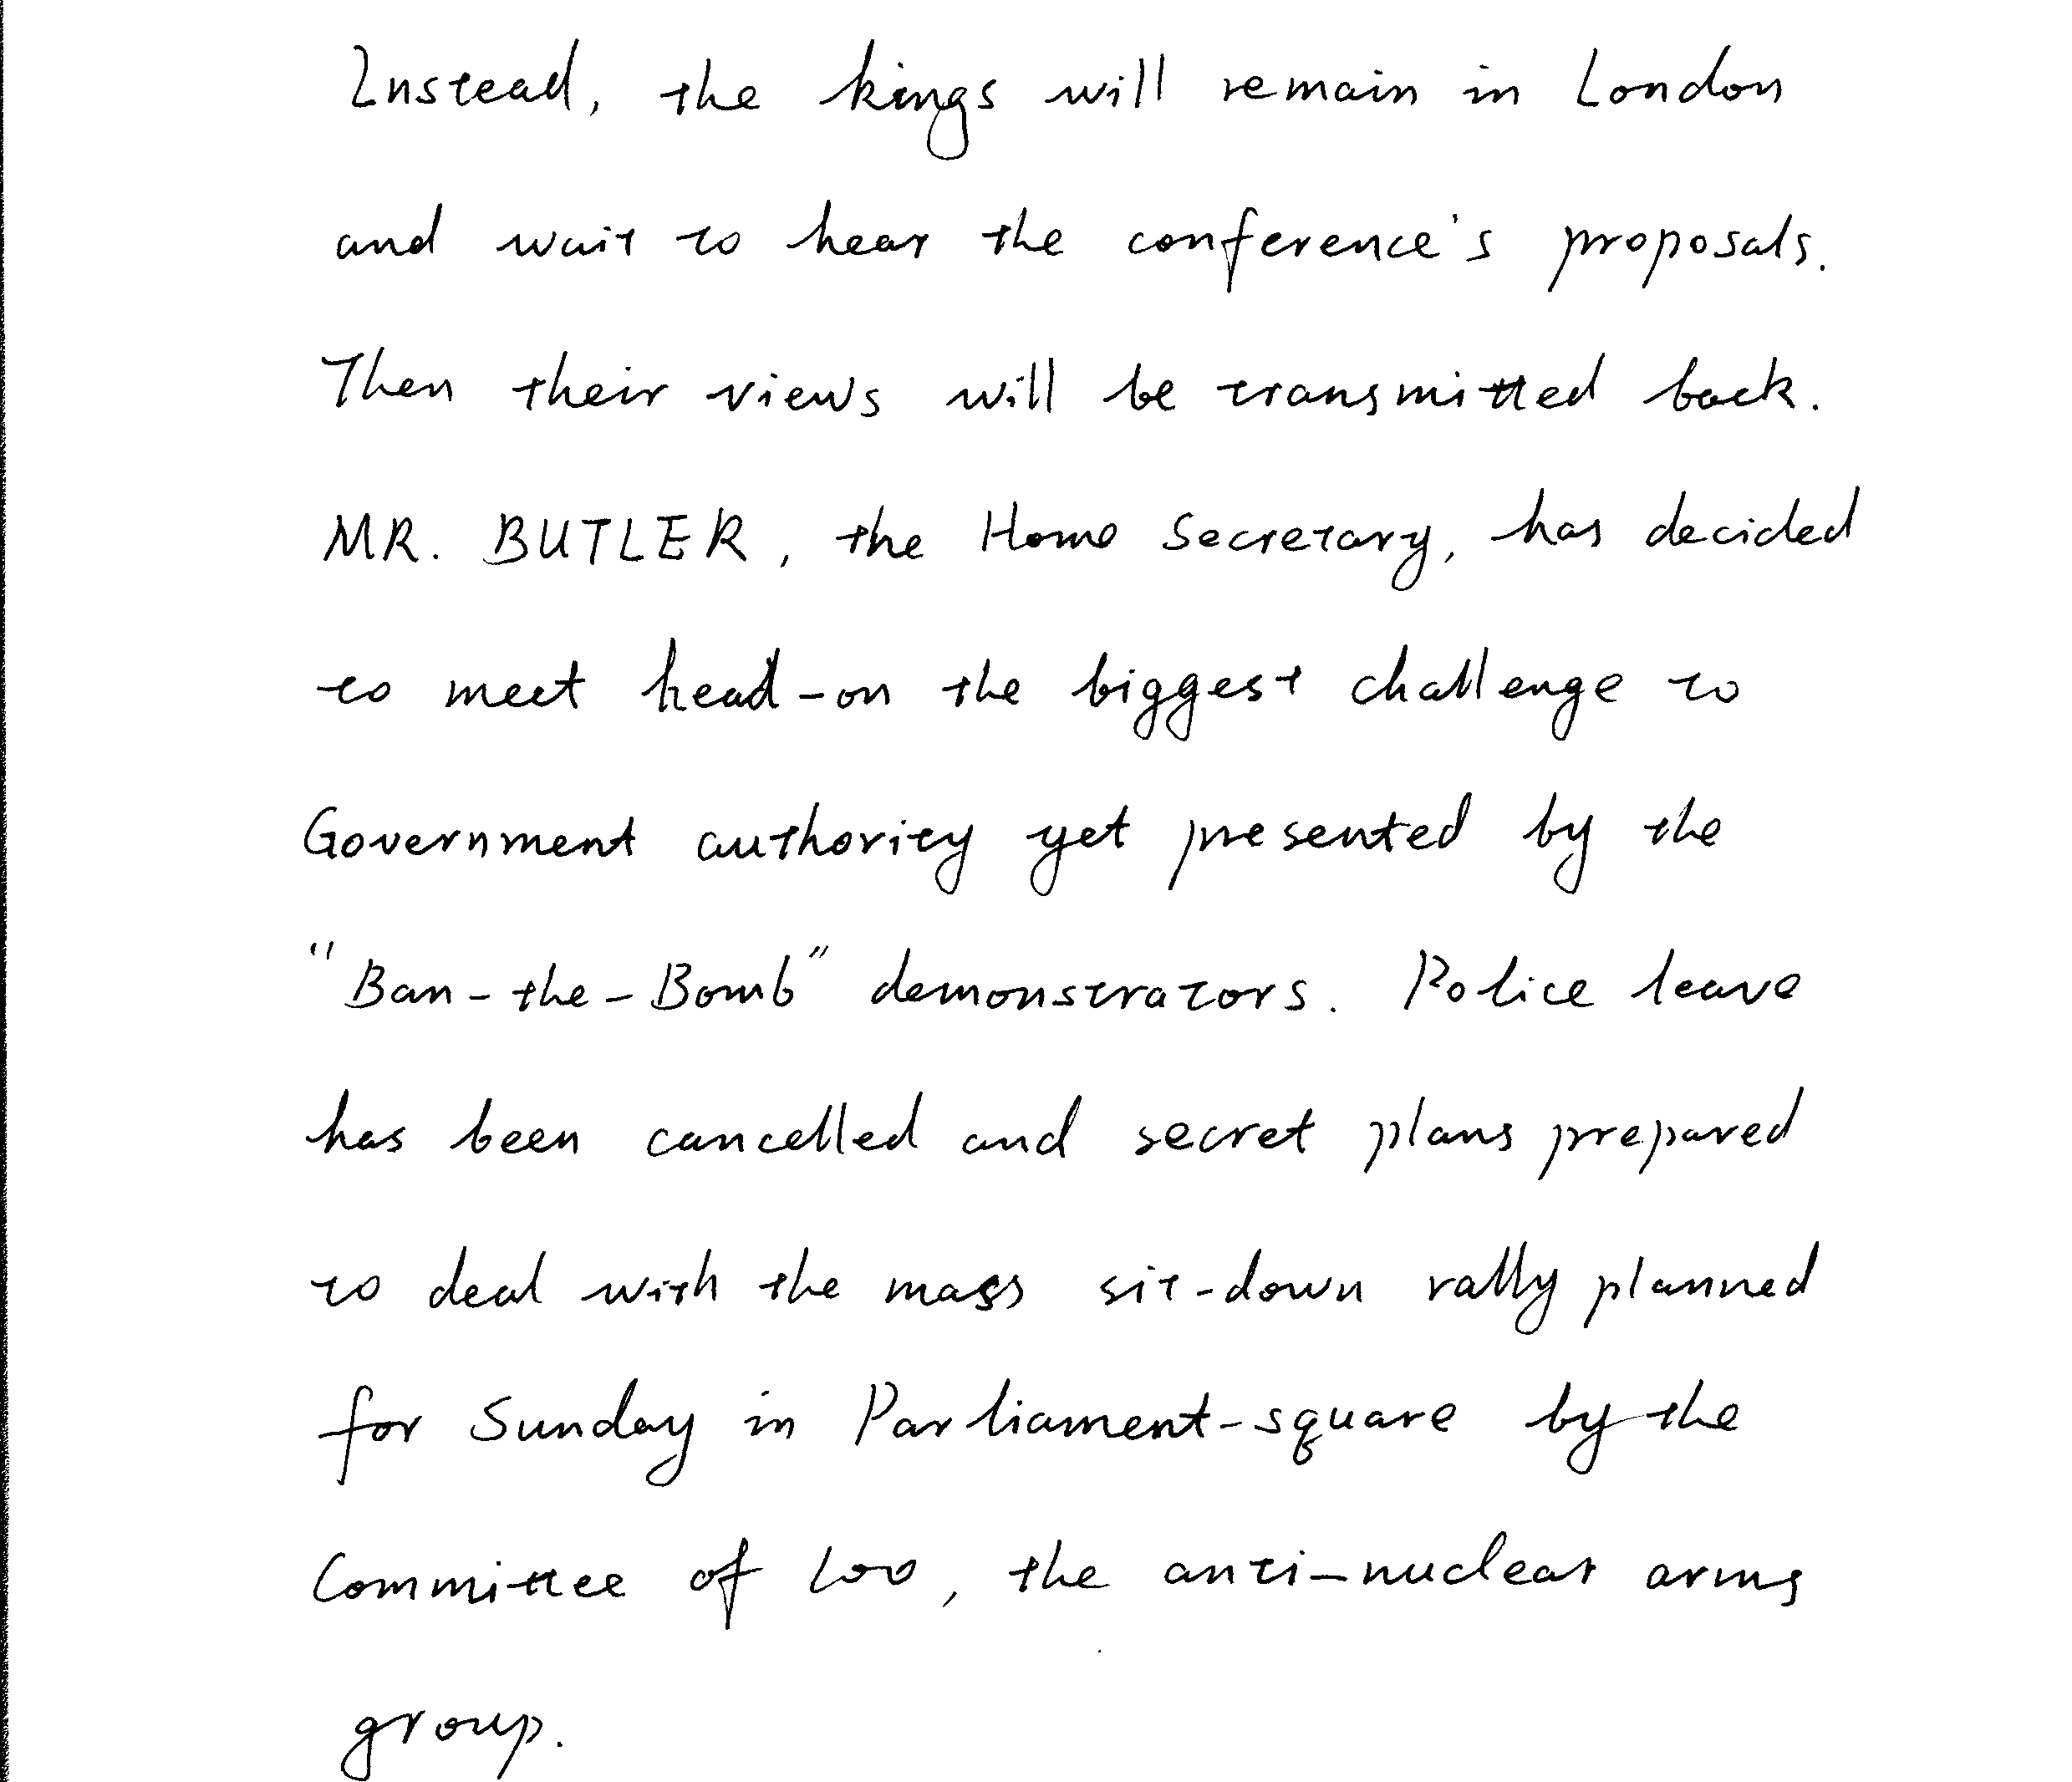 Instead, the kings will remain in London
and wait to hear the conference's proposals.
Then their views will be transmitted back.
MR. BUTLER, the Home Secretary, has decided
to meet head-on the biggest challenge to
Government authority yet presented by the
"Ban-the-Bomb" demonstrators. Police leave
has been cancelled and secret plans prepared
to deal with the mass sit-down rally planned
for Sunday in Parliament-square by the
Committee of 100, the anti-nuclear arms
group.